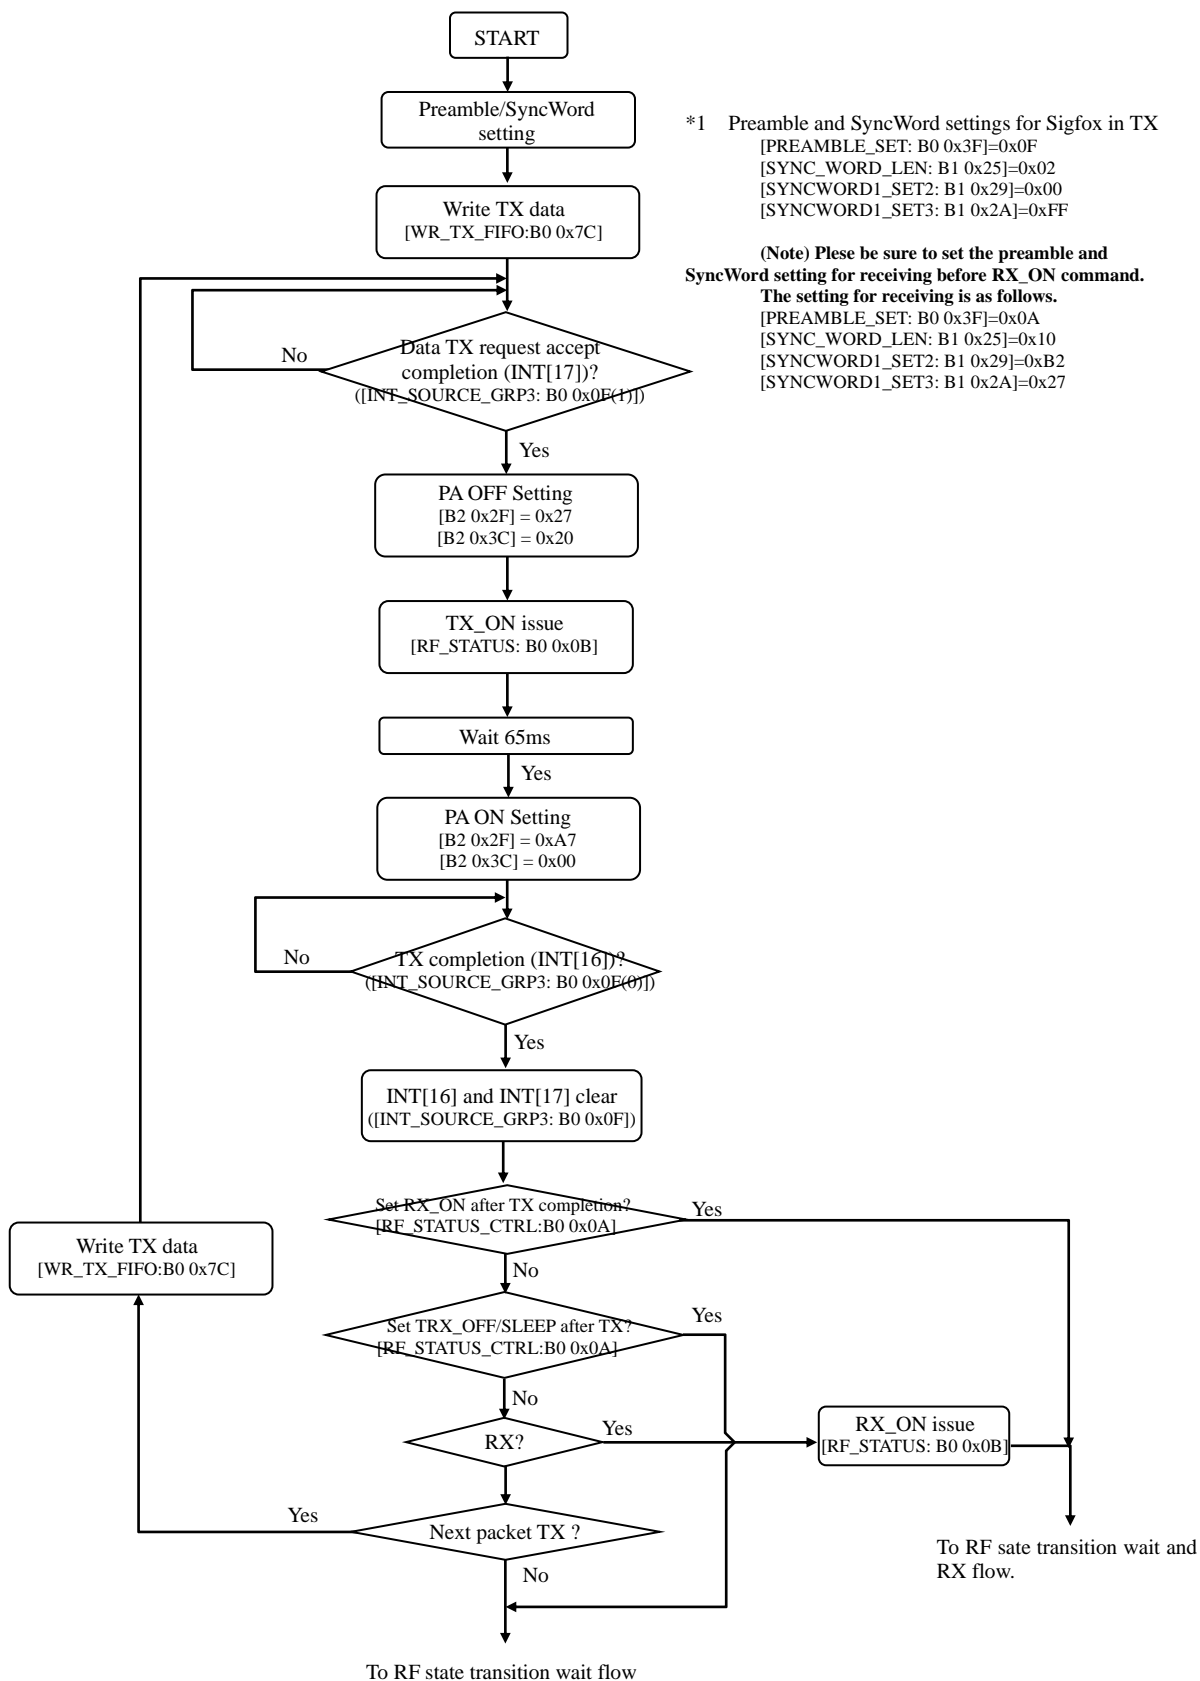 START
Preamble/SyncWord
setting
*1 Preamble and SyncWord settings for Sigfox in TX
[PREAMBLE_SET: B0 0x3F]=0x0F
[SYNC_WORD_LEN: B1 0x25]=0x02
[SYNCWORD1_SET2: B1 0x29]=0x00
[SYNCWORD1_SET3: B1 0x2A]=0xFF
(Note) Plese be sure to set the preamble and
SyncWord setting for receiving before RX_ON command.
The setting for receiving is as follows.
[PREAMBLE_SET: B0 0x3F]=0x0A
[SYNC_WORD_LEN: B1 0x25]=0x10
[SYNCWORD1_SET2: B1 0x29]=0xB2
[SYNCWORD1_SET3: B1 0x2A]=0x27
Write TX data
[WR_TX_FIFO:B0 0x7C]
No
Data TX request accept
completion (INT[17])?
([INT_SOURCE_GRP3: B0 0x0F(1)])
Yes
PA OFF Setting
[B2 0x2F] = 0x27
[B2 0x3C] = 0x20
TX_ON issue
[RF_STATUS: B0 0x0B]
Wait 65ms
Yes
PA ON Setting
[B2 0x2F] = 0xA7
[B2 0x3C] = 0x00
No
TX completion (INT[16])?
([INT_SOURCE_GRP3: B0 0x0F(0)])
Yes
INT[16] and INT[17] clear
([INT_SOURCE_GRP3: B0 0x0F])
Set RX_ON after TX completion?
[RF_STATUS_CTRL:B0 0x0A]
Yes
No
Write TX data
[WR_TX_FIFO:B0 0x7C]
Set TRX_OFF/SLEEP after TX?
[RF_STATUS_CTRL:B0 0x0A]
Yes
No
RX?
Yes
RX_ON issue
[RF_STATUS: B0 0x0B]
Yes
Next packet TX ?
No
To RF sate transition wait and
RX flow.
To RF state transition wait flow